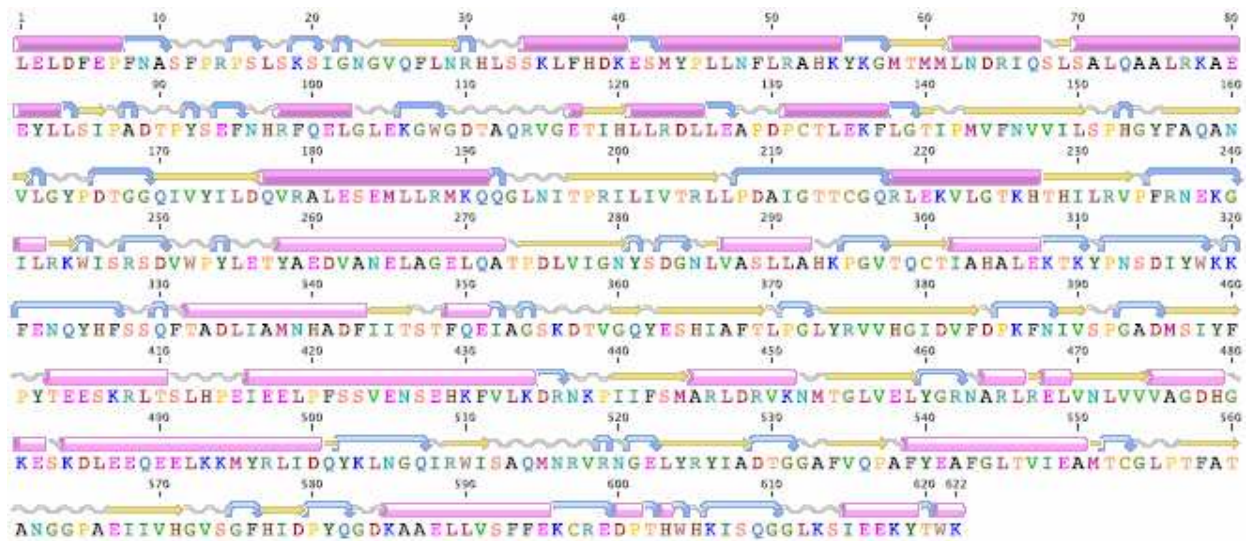 1 10 20 30 40 50 60 70 80
LELDFEPFNASFPRPSLSKSIGNGVQFLNRHLSSKLFHDKESMYPLLNFLRAHKYKGMTMMLNDRIQSLSALQAALRKAE
90 100 110 120 130 140 150 160
EYLLSIPADTPYSEFNHRFQELGLEKGWGDTAQRVGETIHLLRDLLEAPDPCTLEKFLGTIPMVFNVVILSPHGYFAQAN
170 180 190 200 210 220 230 240
VLGYPDTGGQIVYILDQVRALESEMLLRMKQQGLNITPRILIVTRLLPDAIGTTCGQRLEKVLGTKHTHILRVPFRNEKG
250 260 270 280 290 300 310 320
ILRKWISRSDVWPYLETYAEDVANELAGELQATPDLVIGNYSDGNLVASLLAHKPGVTQCTIAHALEKTKYPNSDIYWKK
330 340 350 360 370 380 390 400
FENQYHFSSQFTADLIAMNHADFIITSTFQEIAGSKDTVGQYESHIAFTLPGLYRVVHGIDVFDPKFNIVSPGADMSIYF
410 420 430 440 450 460 470 480
PYTEESKRLTSLHPEIEELPFSSVENSEHKFVLKDRNKPIIFSMARLDRVKNMTGLVELYGRNARLRELVNLVVVAGDHG
490 500 510 520 530 540 550 560
KESKDLEEQEELKKMYRLIDQYKLNGQIRWISAQMNRVRNGELYRYIADTGGAFVQPAFYEAFGLTVIEAMTCGLPTFAT
570 580 590 600 610 620 622
ANGGPAEIIVHGVSGFHIDPYQGDKAAELLVSFFEKCREDPTHWHKISQGGLKSIEEKYTWK